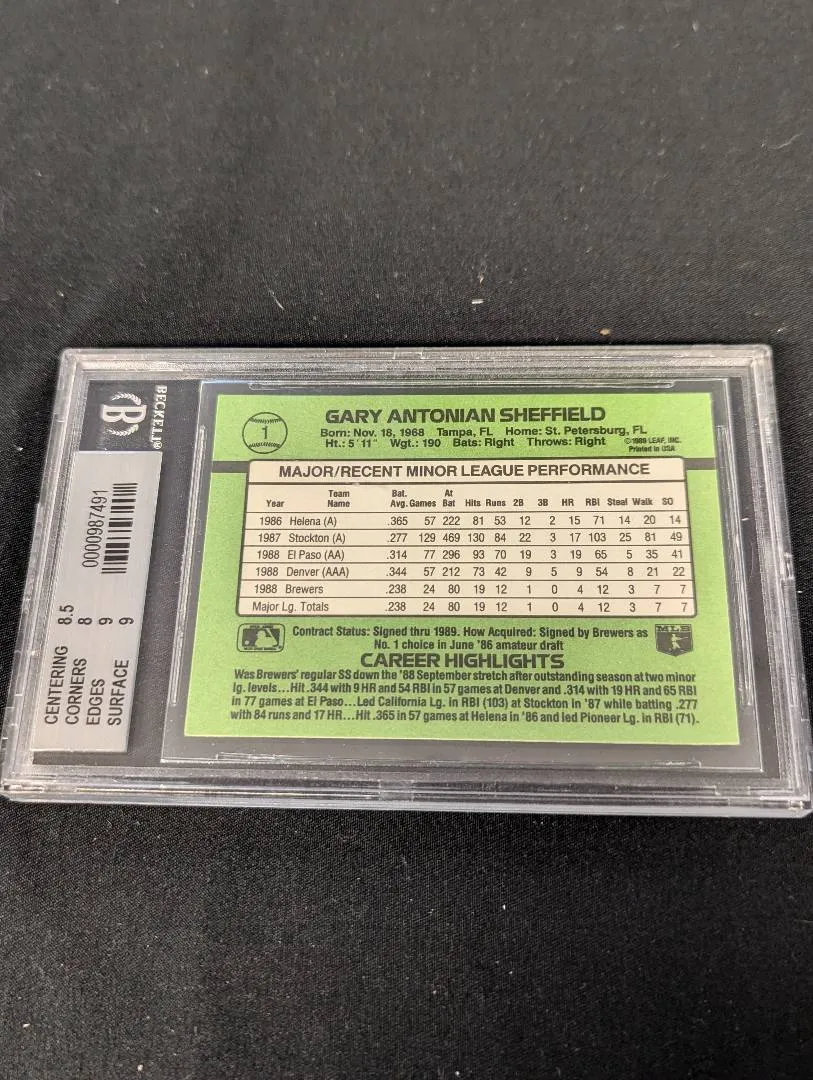 BECKETT®
B
0000987491
CENTERING 8.5
CORNERS 8
EDGES 9
SURFACE 9
1
GARY ANTONIAN SHEFFIELD
Born: Nov. 18, 1968 Tampa, FL Home: St. Petersburg, FL
Ht.: 5'11" Wgt.: 190 Bats: Right Throws: Right
©1989 LEAF, INC.
Printed in USA
MAJOR/RECENT MINOR LEAGUE PERFORMANCE
Year Team Name Bat. Avg. Games At Bat Hits Runs 2B 3B HR RBI Steal Walk SO
1986 Helena (A) .365 57 222 81 53 12 2 15 71 14 20 14
1987 Stockton (A) .277 129 469 130 84 22 3 17 103 25 81 49
1988 El Paso (AA) .314 77 296 93 70 19 3 19 65 5 35 41
1988 Denver (AAA) .344 57 212 73 42 9 5 9 54 8 21 22
1988 Brewers .238 24 80 19 12 1 0 4 12 3 7 7
Major Lg. Totals .238 24 80 19 12 1 0 4 12 3 7 7
Contract Status: Signed thru 1989. How Acquired: Signed by Brewers as
No. 1 choice in June '86 amateur draft
CAREER HIGHLIGHTS
Was Brewers' regular SS down the '88 September stretch after outstanding season at two minor
lg. levels...Hit .344 with 9 HR and 54 RBI in 57 games at Denver and .314 with 19 HR and 65 RBI
in 77 games at El Paso...Led California Lg. in RBI (103) at Stockton in '87 while batting .277
with 84 runs and 17 HR...Hit .365 in 57 games at Helena in '86 and led Pioneer Lg. in RBI (71).